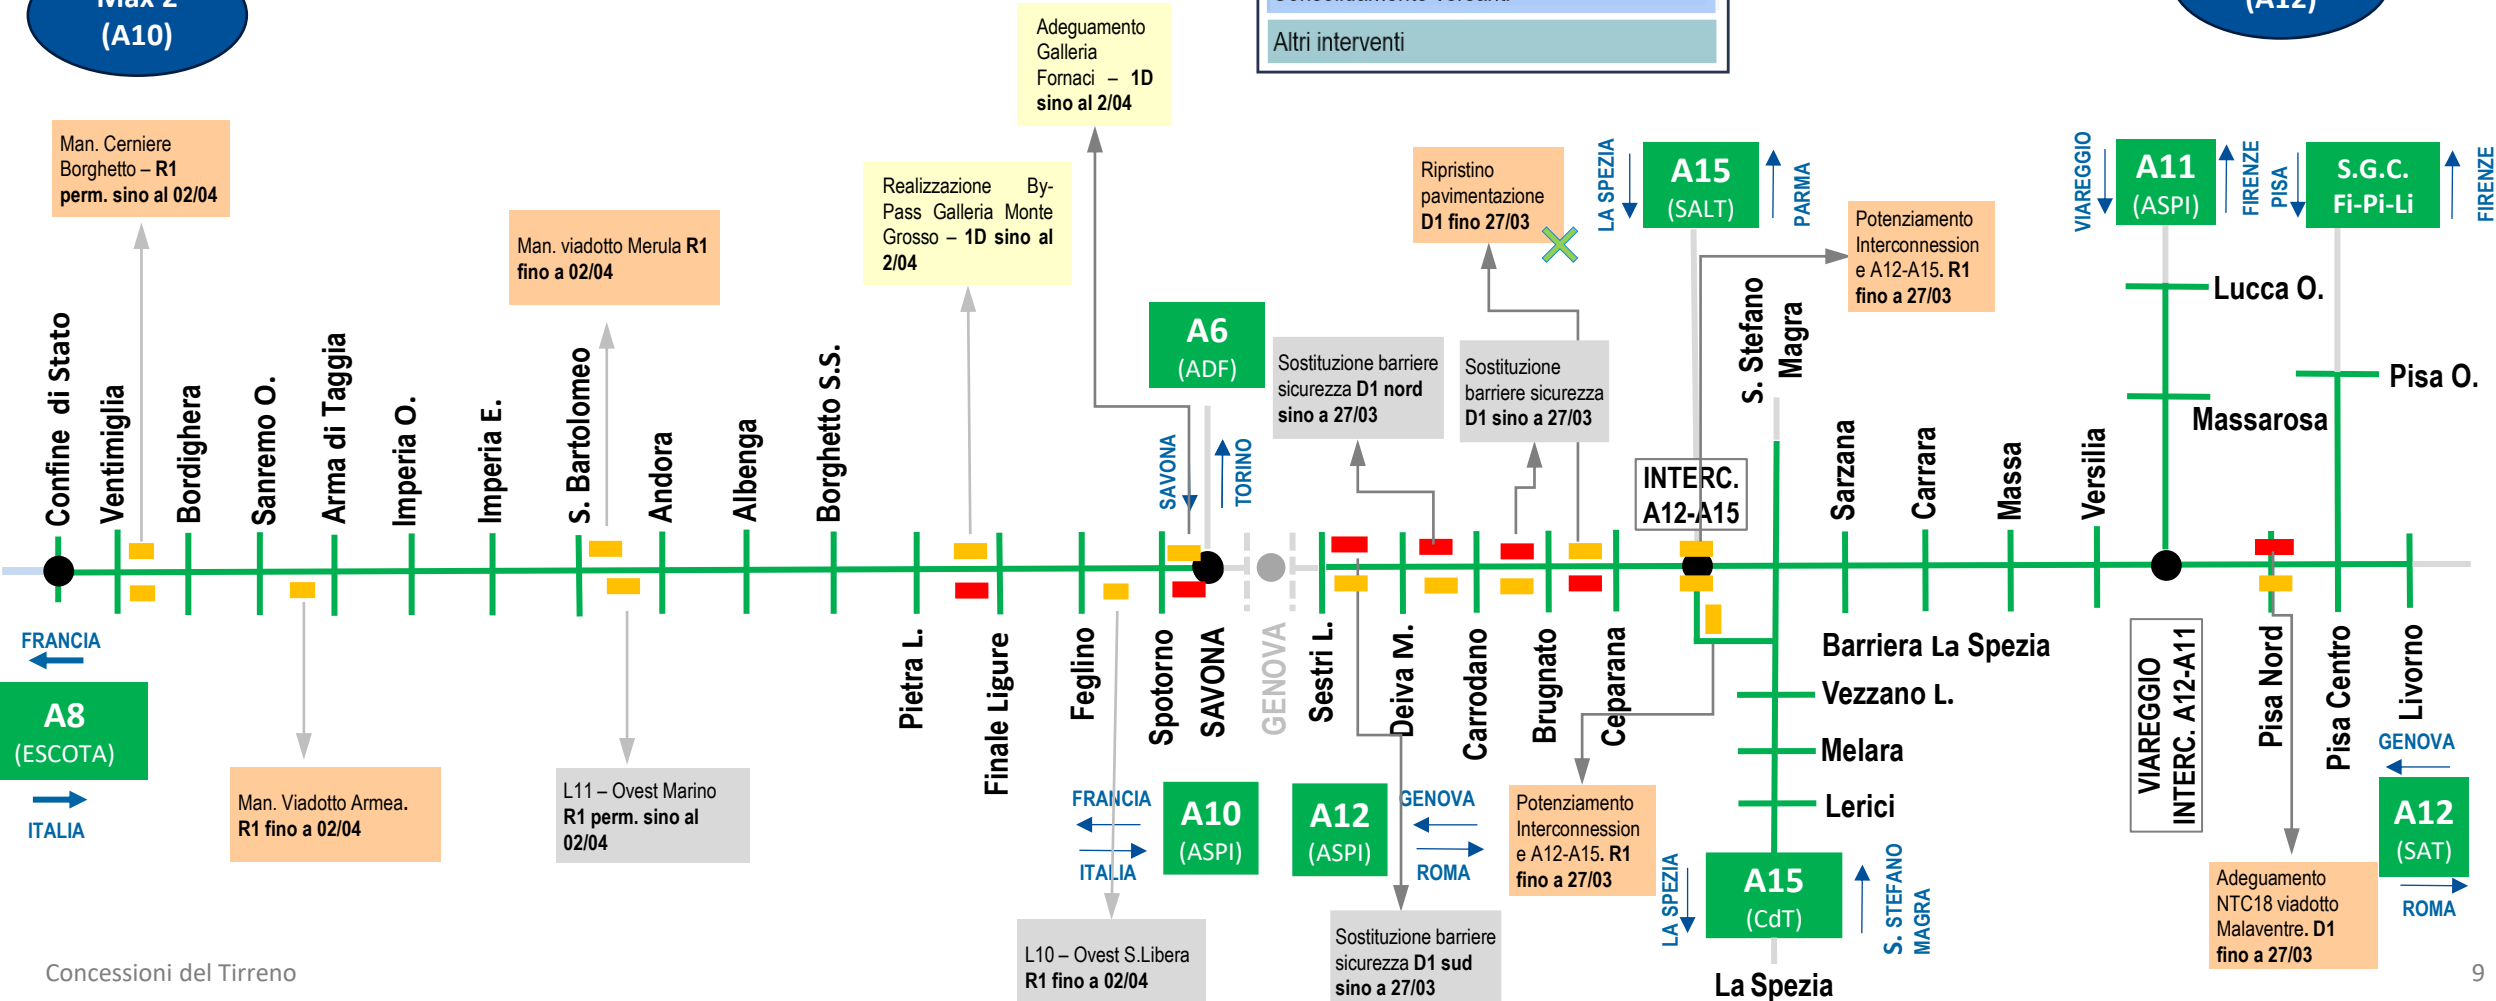 Max 2
(A10)
Consolidamento Versanti
Altri interventi
(A12)
Adeguamento
Galleria
Fornaci – 1D
sino al 2/04
Man. Cerniere
Borghetto – R1
perm. sino al 02/04
Man. viadotto Merula R1
fino a 02/04
Realizzazione By-
Pass Galleria Monte
Grosso – 1D sino al
2/04
Ripristino
pavimentazione
D1 fino 27/03
LA SPEZIA
A15
(SALT)
PARMA
Potenziamento
Interconnession
e A12-A15. R1
fino a 27/03
VIAREGGIO
A11
(ASPI)
FIRENZE
PISA
S.G.C.
Fi-Pi-Li
FIRENZE
Lucca O.
Massarosa
Pisa O.
A6
(ADF)
SAVONA
TORINO
Sostituzione barriere
sicurezza D1 nord
sino a 27/03
Sostituzione
barriere sicurezza
D1 sino a 27/03
INTERC.
A12-A15
S. Stefano
Magra
Confine di Stato
Ventimiglia
Bordighera
Sanremo O.
Arma di Taggia
Imperia O.
Imperia E.
S. Bartolomeo
Andora
Albenga
Borghetto S.S.
Sarzana
Carrara
Massa
Versilia
Pietra L.
Finale Ligure
Feglino
Spotorno
SAVONA
GENOVA
Sestri L.
Deiva M.
Carrodano
Brugnato
Ceparana
Barriera La Spezia
Vezzano L.
Melara
Lerici
VIAREGGIO
INTERC. A12-A11
Pisa Nord
Pisa Centro
Livorno
FRANCIA
A8
(ESCOTA)
ITALIA
Man. Viadotto Armea.
R1 fino a 02/04
L11 – Ovest Marino
R1 perm. sino al
02/04
FRANCIA
ITALIA
A10
(ASPI)
A12
(ASPI)
GENOVA
ROMA
Potenziamento
Interconnession
e A12-A15. R1
fino a 27/03
LA SPEZIA
A15
(CdT)
S. STEFANO
MAGRA
La Spezia
GENOVA
A12
(SAT)
ROMA
Adeguamento
NTC18 viadotto
Malaventre. D1
fino a 27/03
L10 – Ovest S.Libera
R1 fino a 02/04
Sostituzione barriere
sicurezza D1 sud
sino a 27/03
Concessioni del Tirreno
9